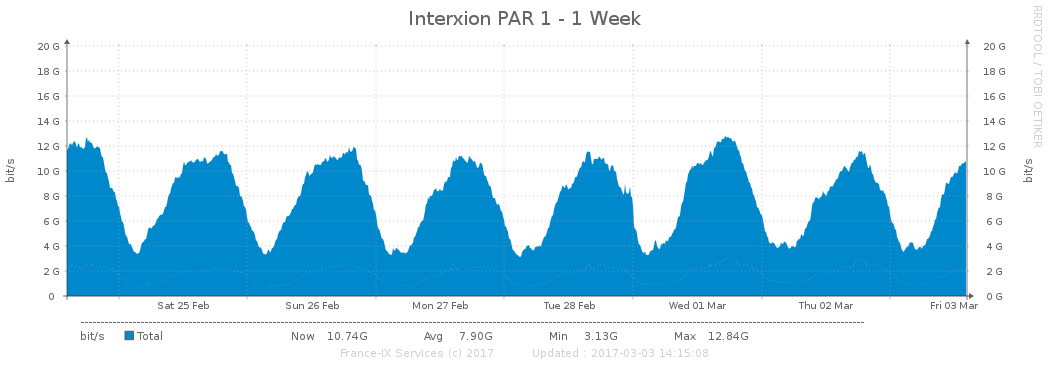 Interxion PAR 1 - 1 Week
RRDTOOL / TOBI OETIKER
20 G 20 G
18 G 18 G
16 G 16 G
14 G 14 G
12 G 12 G
10 G 10 G
8 G 8 G
6 G 6 G
4 G 4 G
2 G 2 G
0 0 G
bit/s bit/s
Sat 25 Feb Sun 26 Feb Mon 27 Feb Tue 28 Feb Wed 01 Mar Thu 02 Mar Fri 03 Mar
bit/s Total Now 10.74G Avg 7.90G Min 3.13G Max 12.84G
France-IX Services (c) 2017 Updated : 2017-03-03 14:15:08